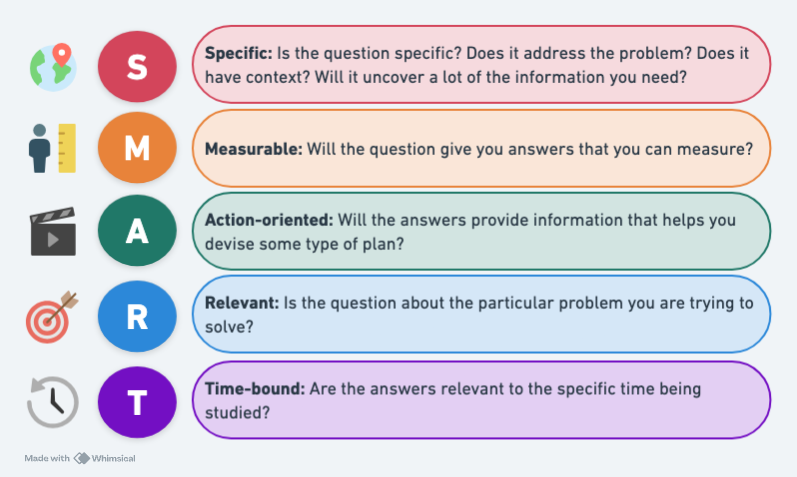 S
Specific: Is the question specific? Does it address the problem? Does it
have context? Will it uncover a lot of the information you need?
M
Measurable: Will the question give you answers that you can measure?
A
Action-oriented: Will the answers provide information that helps you
devise some type of plan?
R
Relevant: Is the question about the particular problem you are trying to
solve?
T
Time-bound: Are the answers relevant to the specific time being
studied?
Made with Whimsical